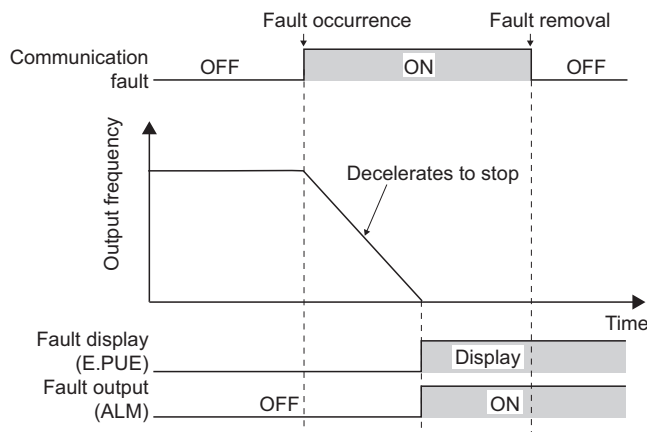 Fault occurrence
Fault removal
Communication
fault
OFF
ON
OFF
Output frequency
Decelerates to stop
Time
Fault display
(E.PUE)
Display
Fault output
(ALM)
OFF
ON